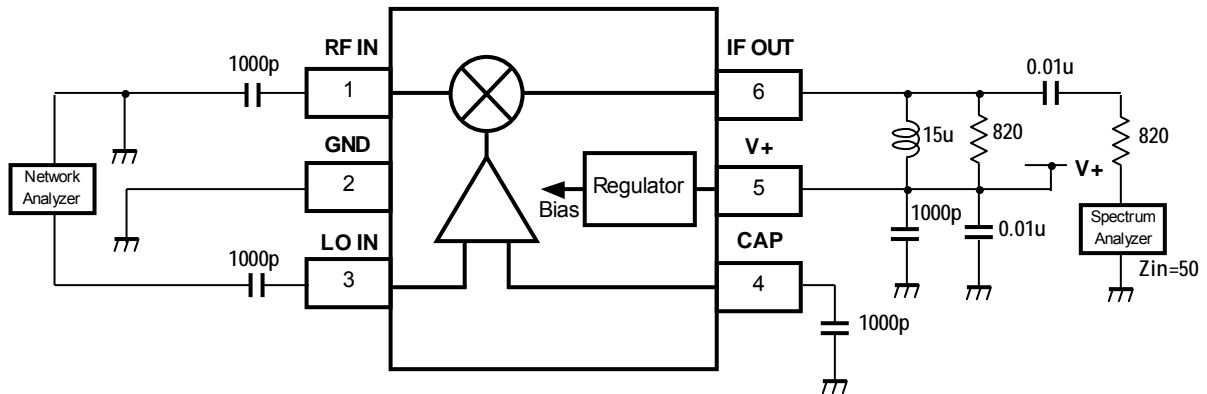 RF IN
1000p
1
GND
2
Network
Analyzer
LO IN
1000p
3
Regulator
Bias
IF OUT
6
V+
5
CAP
4
1000p
15u
820
0.01u
820
V+
1000p
0.01u
Spectrum
Analyzer
Zin=50